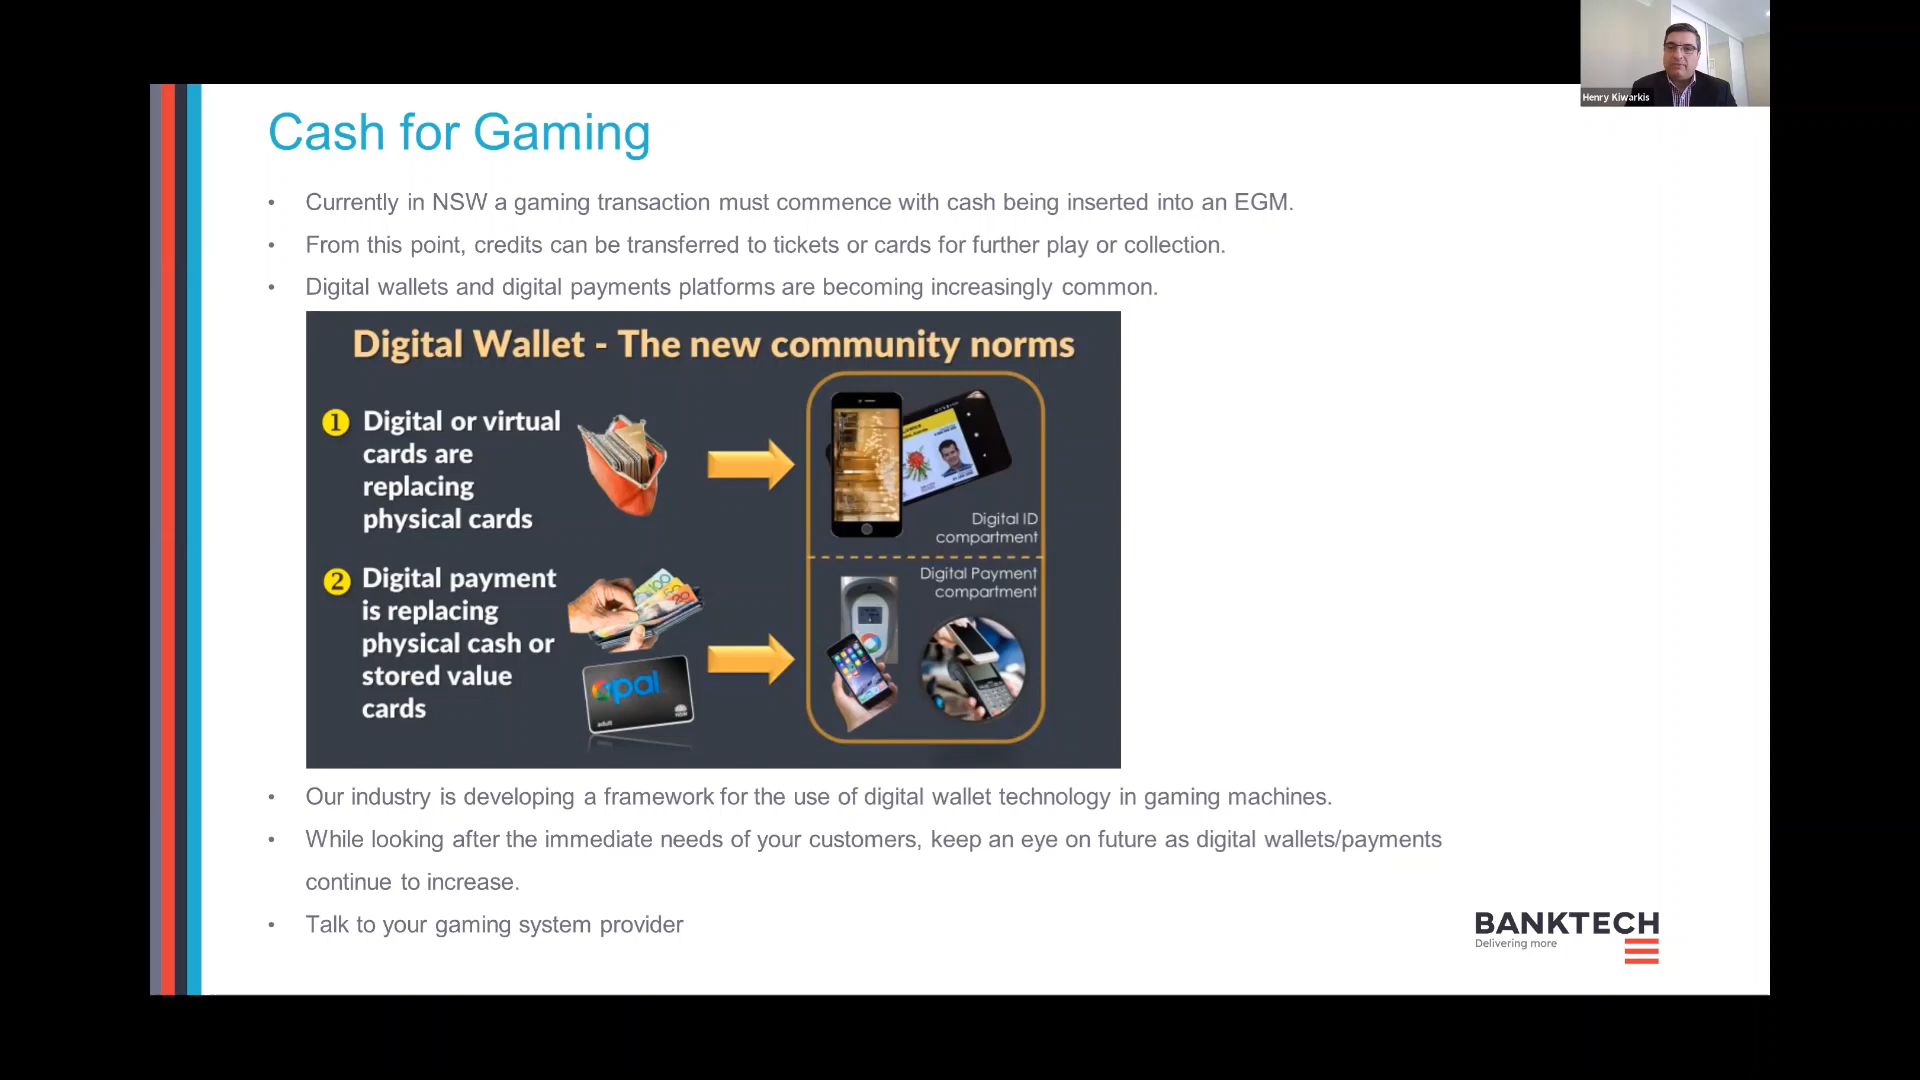 Henry Kiwarkis
Cash for Gaming
• Currently in NSW a gaming transaction must commence with cash being inserted into an EGM.
• From this point, credits can be transferred to tickets or cards for further play or collection.
• Digital wallets and digital payments platforms are becoming increasingly common.
Digital Wallet - The new community norms
1 Digital or virtual
cards are
replacing
physical cards
Digital ID
compartment
2 Digital payment
is replacing
physical cash or
stored value
cards
100
20
opal
adult
NSW
Digital Payment
compartment
• Our industry is developing a framework for the use of digital wallet technology in gaming machines.
• While looking after the immediate needs of your customers, keep an eye on future as digital wallets/payments
continue to increase.
• Talk to your gaming system provider
BANKTECH
Delivering more